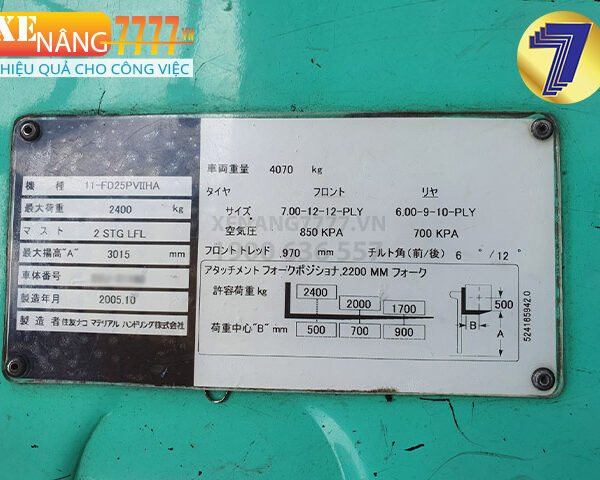 XE
NÂNG7777.VN
HIỆU QUẢ CHO CÔNG VIỆC
7
機 種 11-FD25PVIIHA
最大荷重 2400 kg
マスト 2 STG LFL
最大揚高"A" 3015 mm
車体番号
製造年月 2005.10
製造者 住友ナコ マテリアル ハンドリング株式会社
車両重量 4070 kg
タイヤ フロント リヤ
サイズ 7.00-12-12-PLY 6.00-9-10-PLY
XENANG7777.VN
空気圧 850 KPA 700 KPA
フロントトレッド 970 mm チルト角(前/後) 6 °/12°
アタッチメント フォークポジショナ,2200 MM フォーク
許容荷重 kg 2400 2000 1700
荷重中心"B" mm 500 700 900
500
B
A
524165942.0